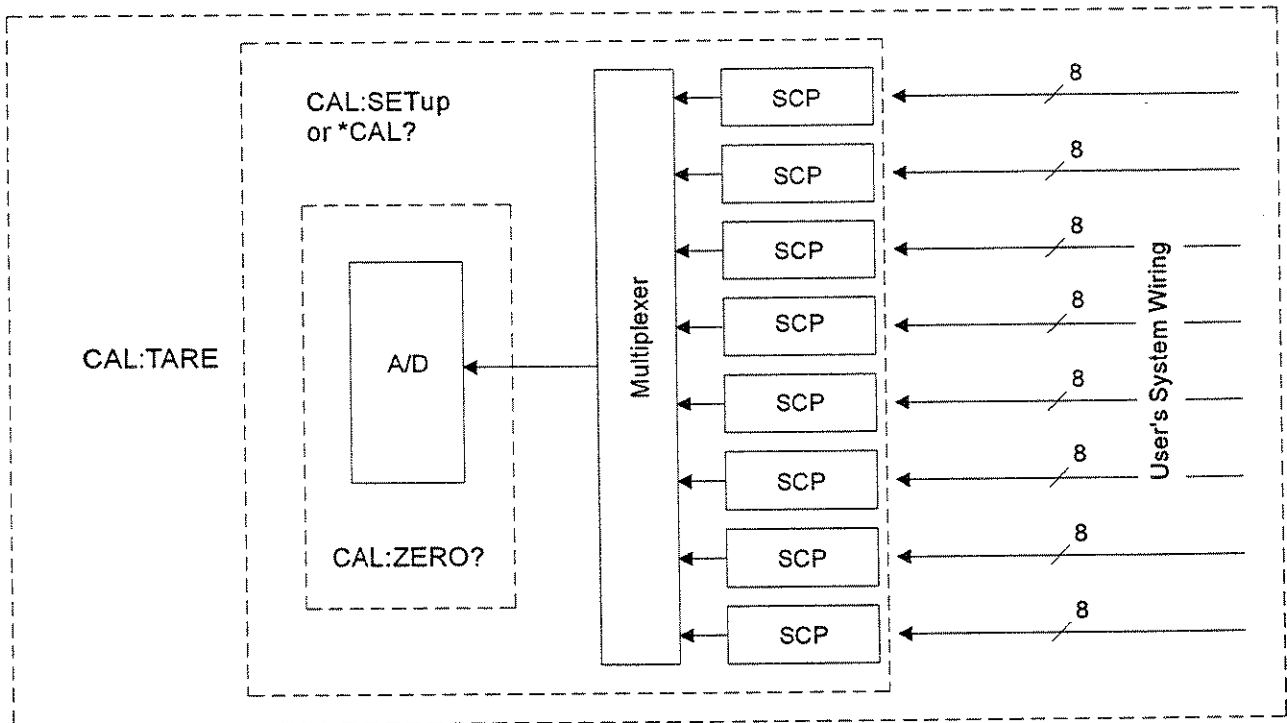 CAL:SETup
or *CAL?
CAL:TARE
A/D
CAL:ZERO?
Multiplexer
SCP
SCP
SCP
SCP
SCP
SCP
SCP
SCP
8
8
8
8
8
8
8
8
User's System Wiring